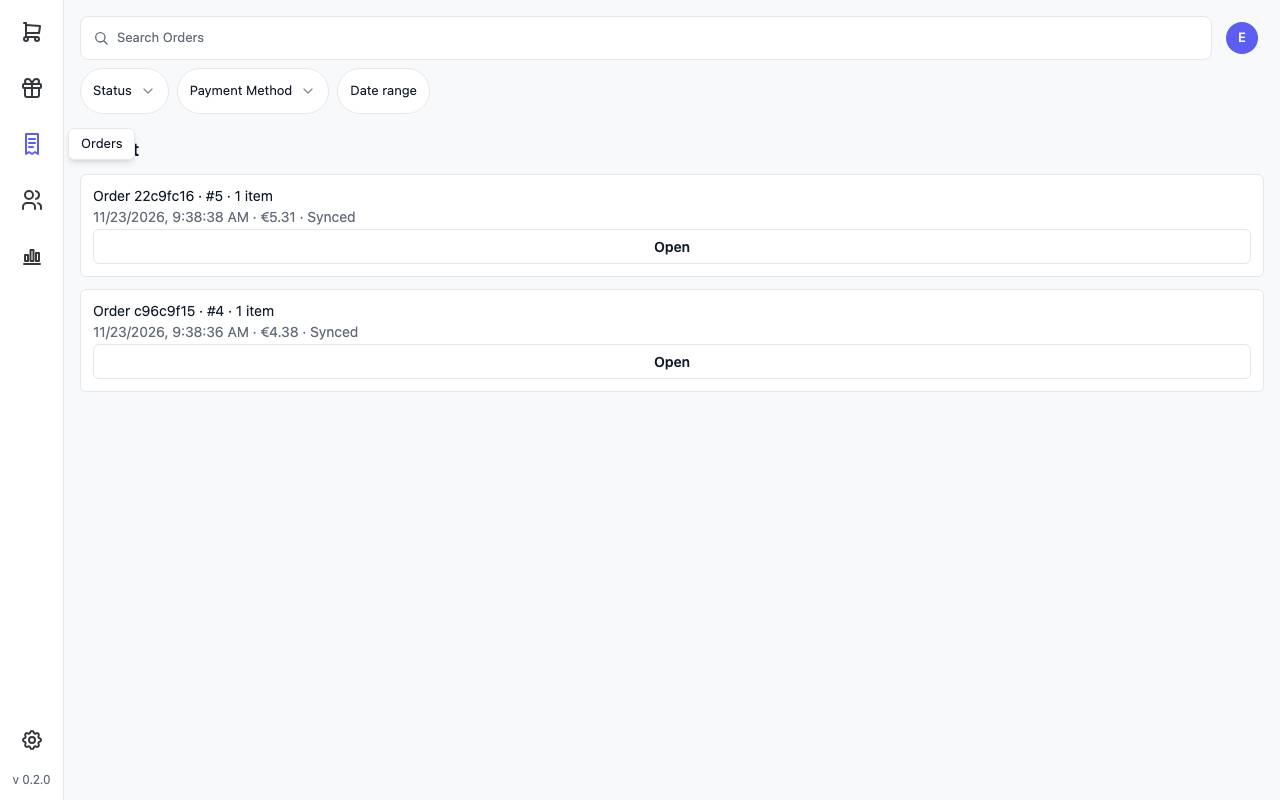 Search Orders
E
Status
Payment Method
Date range
Orders
Order 22c9fc16 · #5 · 1 item
11/23/2026, 9:38:38 AM · €5.31 · Synced
Open
Order c96c9f15 · #4 · 1 item
11/23/2026, 9:38:36 AM · €4.38 · Synced
Open
v 0.2.0